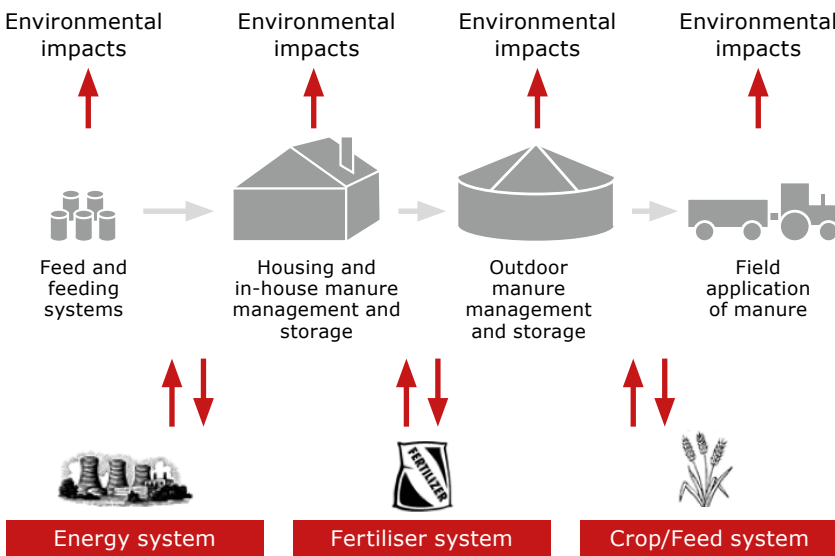 Environmental
impacts
Environmental
impacts
Environmental
impacts
Environmental
impacts
Feed and
feeding
systems
Housing and
in-house manure
management and
storage
Outdoor
manure
management
and storage
Field
application
of manure
FERTILIZER
Energy system
Fertiliser system
Crop/Feed system